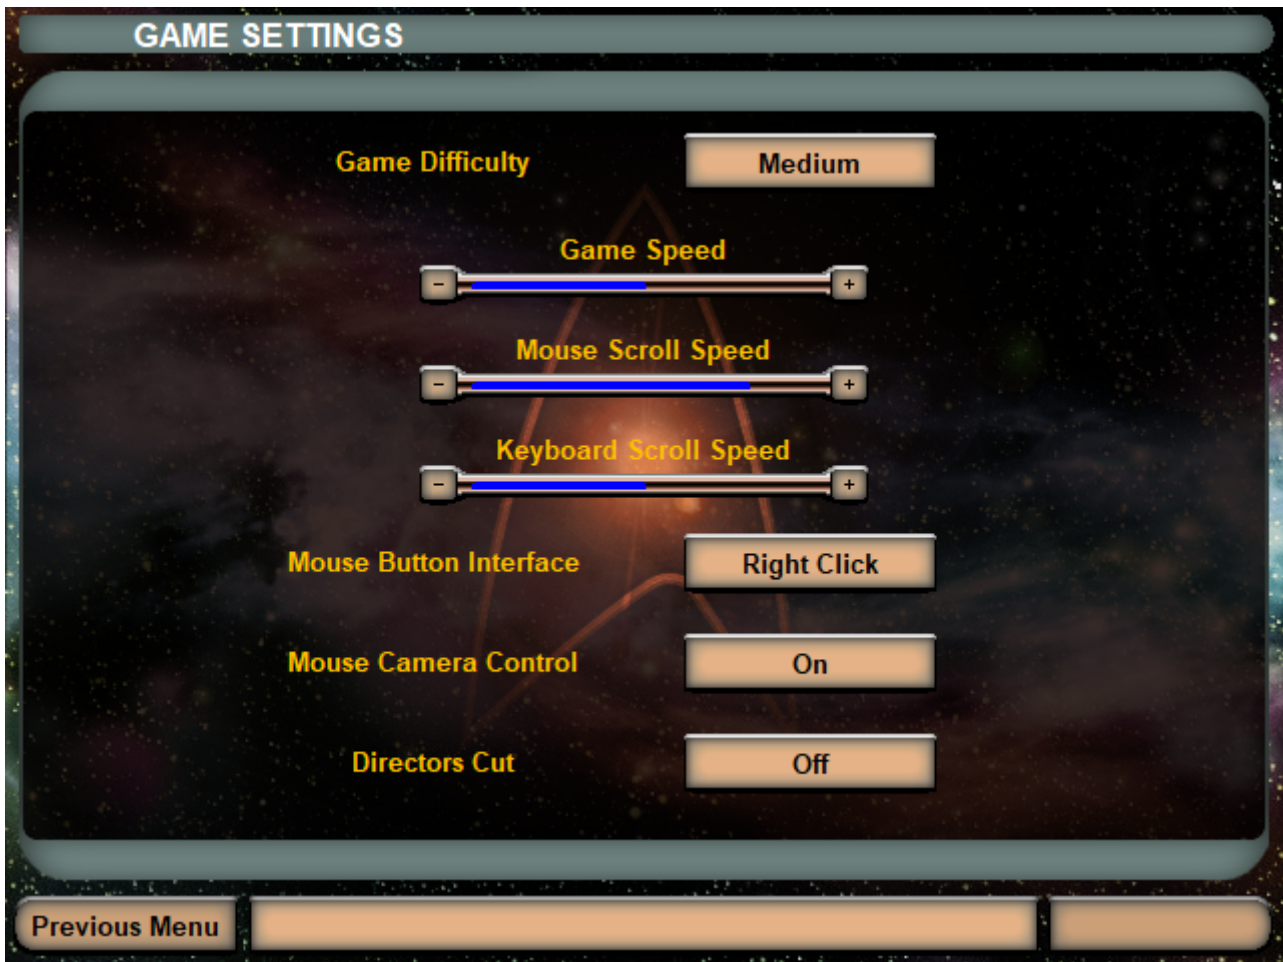 GAME SETTINGS
Game Difficulty Medium
Game Speed
- +
Mouse Scroll Speed
- +
Keyboard Scroll Speed
- +
Mouse Button Interface Right Click
Mouse Camera Control On
Directors Cut Off
Previous Menu